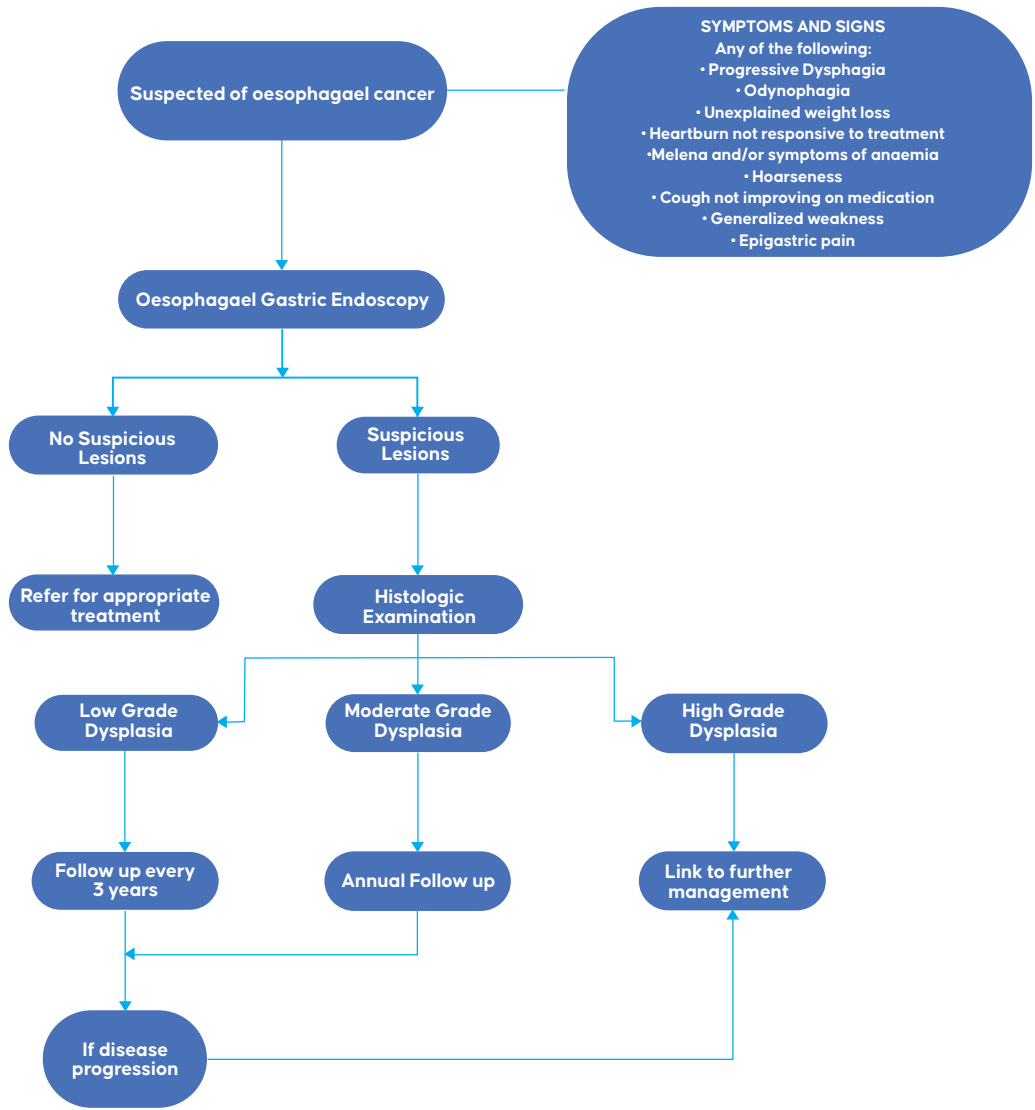 Suspected of oesophagael cancer
SYMPTOMS AND SIGNS
Any of the following:
• Progressive Dysphagia
• Odynophagia
• Unexplained weight loss
• Heartburn not responsive to treatment
•Melena and/or symptoms of anaemia
• Hoarseness
• Cough not improving on medication
• Generalized weakness
• Epigastric pain
Oesophagael Gastric Endoscopy
No Suspicious
Lesions
Suspicious
Lesions
Refer for appropriate
treatment
Histologic
Examination
Low Grade
Dysplasia
Moderate Grade
Dysplasia
High Grade
Dysplasia
Follow up every
3 years
Annual Follow up
Link to further
management
If disease
progression